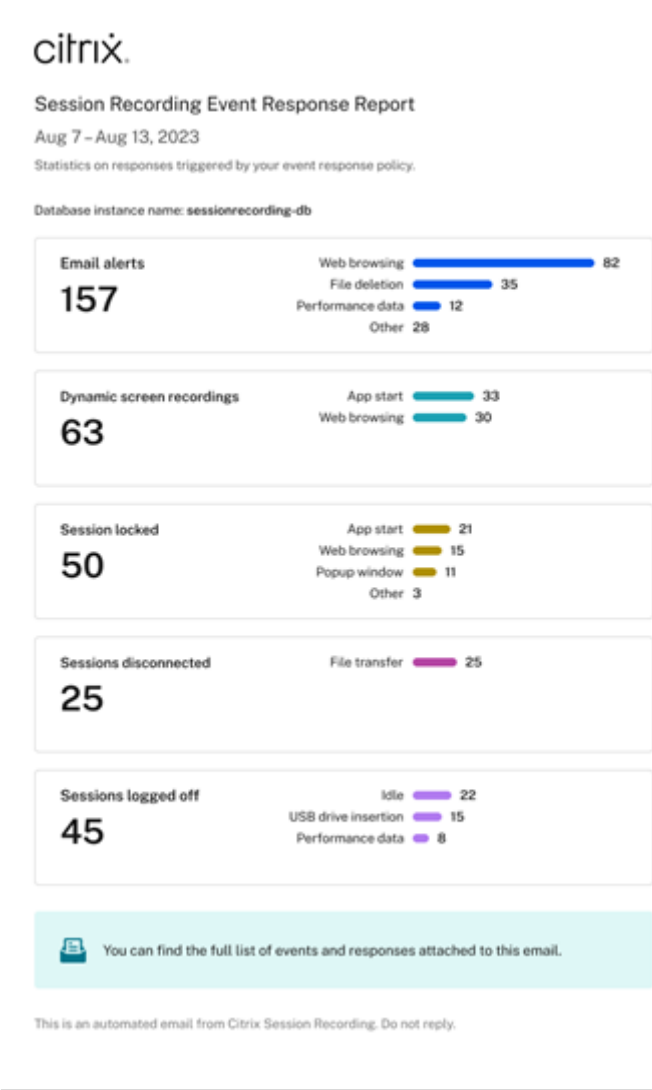 citrix.
Session Recording Event Response Report
Aug 7 – Aug 13, 2023
Statistics on responses triggered by your event response policy.
Database instance name: sessionrecording-db
Email alerts
157
Web browsing 82
File deletion 35
Performance data 12
Other 28
Dynamic screen recordings
63
App start 33
Web browsing 30
Session locked
50
App start 21
Web browsing 15
Popup window 11
Other 3
Sessions disconnected
25
File transfer 25
Sessions logged off
45
Idle 22
USB drive insertion 15
Performance data 8
You can find the full list of events and responses attached to this email.
This is an automated email from Citrix Session Recording. Do not reply.